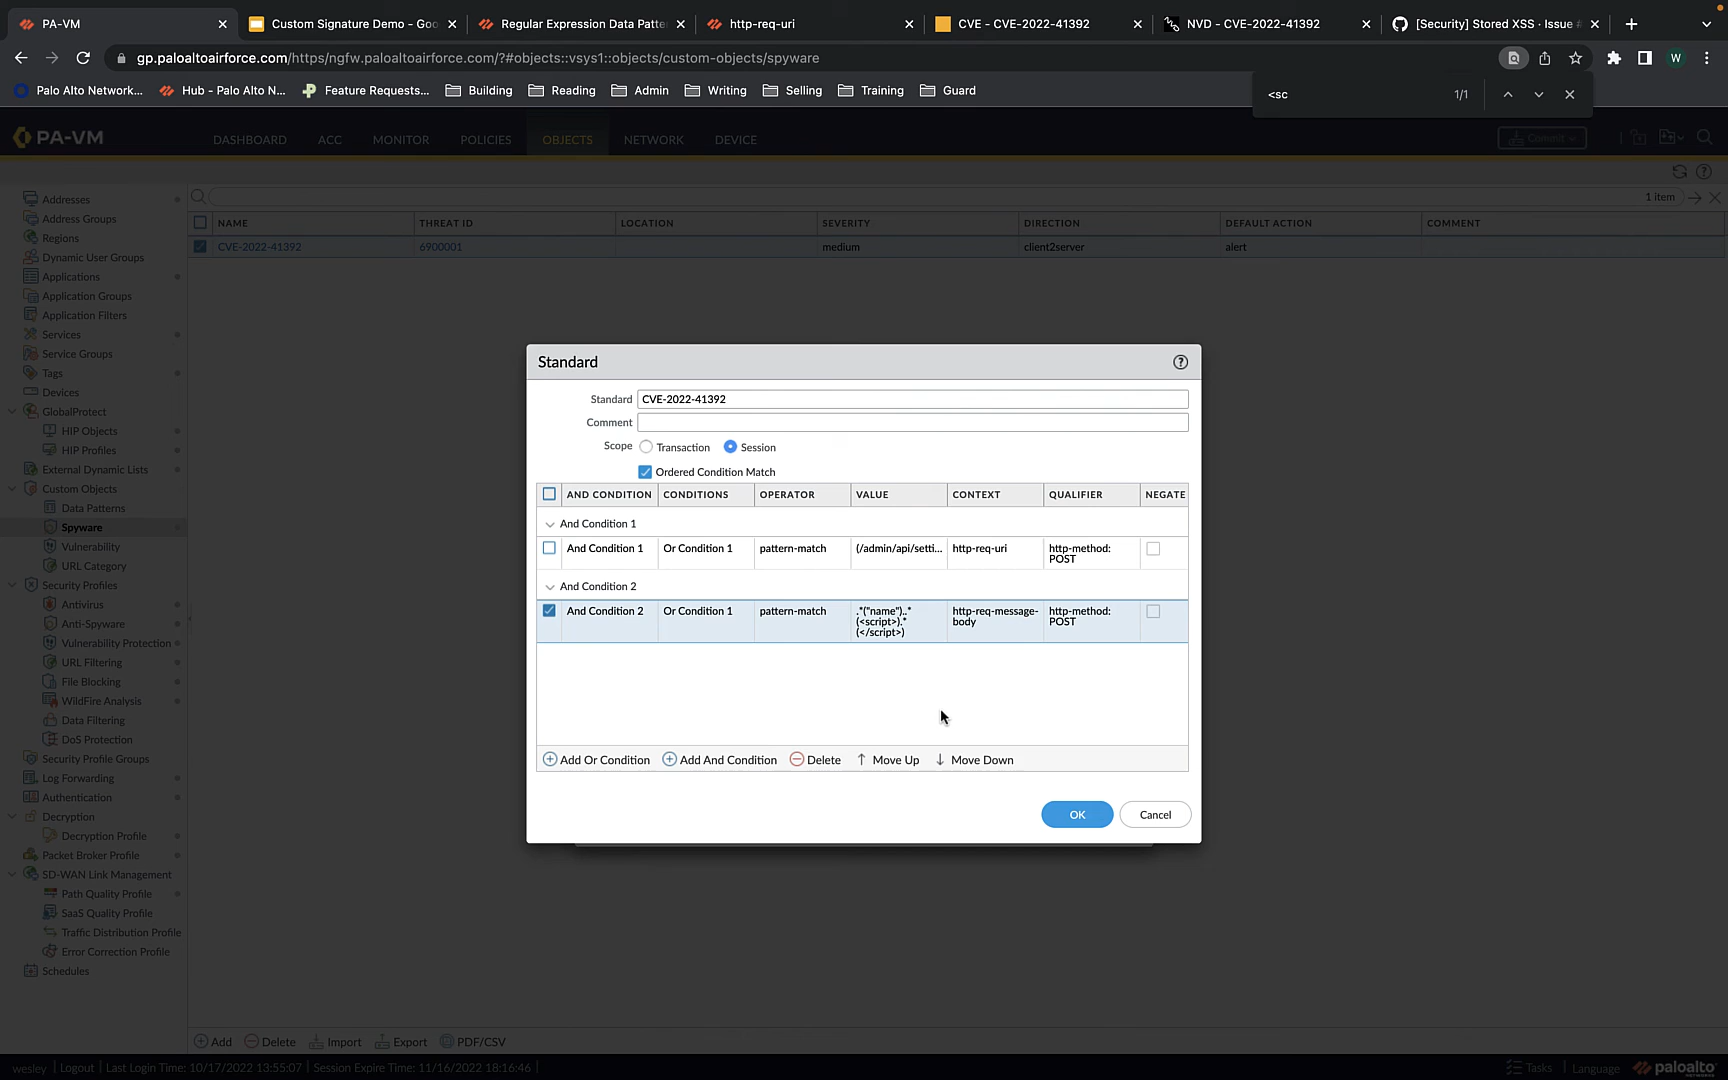 PA-VM
Custom Signature Demo - Goo
Regular Expression Data Patte
http-req-uri
CVE - CVE-2022-41392
NVD - CVE-2022-41392
[Security] Stored XSS · Issue #
gp.paloaltoairforce.com/https/ngfw.paloaltoairforce.com/?#objects::vsys1::objects/custom-objects/spyware
W
Palo Alto Network...
Hub - Palo Alto N...
Feature Requests...
Building
Reading
Admin
Writing
Selling
Training
Guard
<sc
1/1
PA-VM
DASHBOARD
ACC
MONITOR
POLICIES
OBJECTS
NETWORK
DEVICE
Commit
1 item
Addresses
Address Groups
Regions
Dynamic User Groups
Applications
Application Groups
Application Filters
Services
Service Groups
Tags
Devices
GlobalProtect
HIP Objects
HIP Profiles
External Dynamic Lists
Custom Objects
Data Patterns
Spyware
Vulnerability
URL Category
Security Profiles
Antivirus
Anti-Spyware
Vulnerability Protection
URL Filtering
File Blocking
WildFire Analysis
Data Filtering
DoS Protection
Security Profile Groups
Log Forwarding
Authentication
Decryption
Decryption Profile
Packet Broker Profile
SD-WAN Link Management
Path Quality Profile
SaaS Quality Profile
Traffic Distribution Profile
Error Correction Profile
Schedules
NAME THREAT ID LOCATION SEVERITY DIRECTION DEFAULT ACTION COMMENT
CVE-2022-41392 6900001 medium client2server alert
Standard
Standard CVE-2022-41392
Comment
Scope Transaction Session
Ordered Condition Match
AND CONDITION CONDITIONS OPERATOR VALUE CONTEXT QUALIFIER NEGATE
And Condition 1
And Condition 1 Or Condition 1 pattern-match (/admin/api/setti... http-req-uri http-method:
POST
And Condition 2
And Condition 2 Or Condition 1 pattern-match .*("name")..* http-req-message- http-method:
(<script>).* body POST
(</script>)
Add Or Condition Add And Condition Delete Move Up Move Down
OK Cancel
Add Delete Import Export PDF/CSV
wesley | Logout | Last Login Time: 10/17/2022 13:55:07 | Session Expire Time: 11/16/2022 18:16:46 |
Tasks | Language
paloalto
NETWORKS